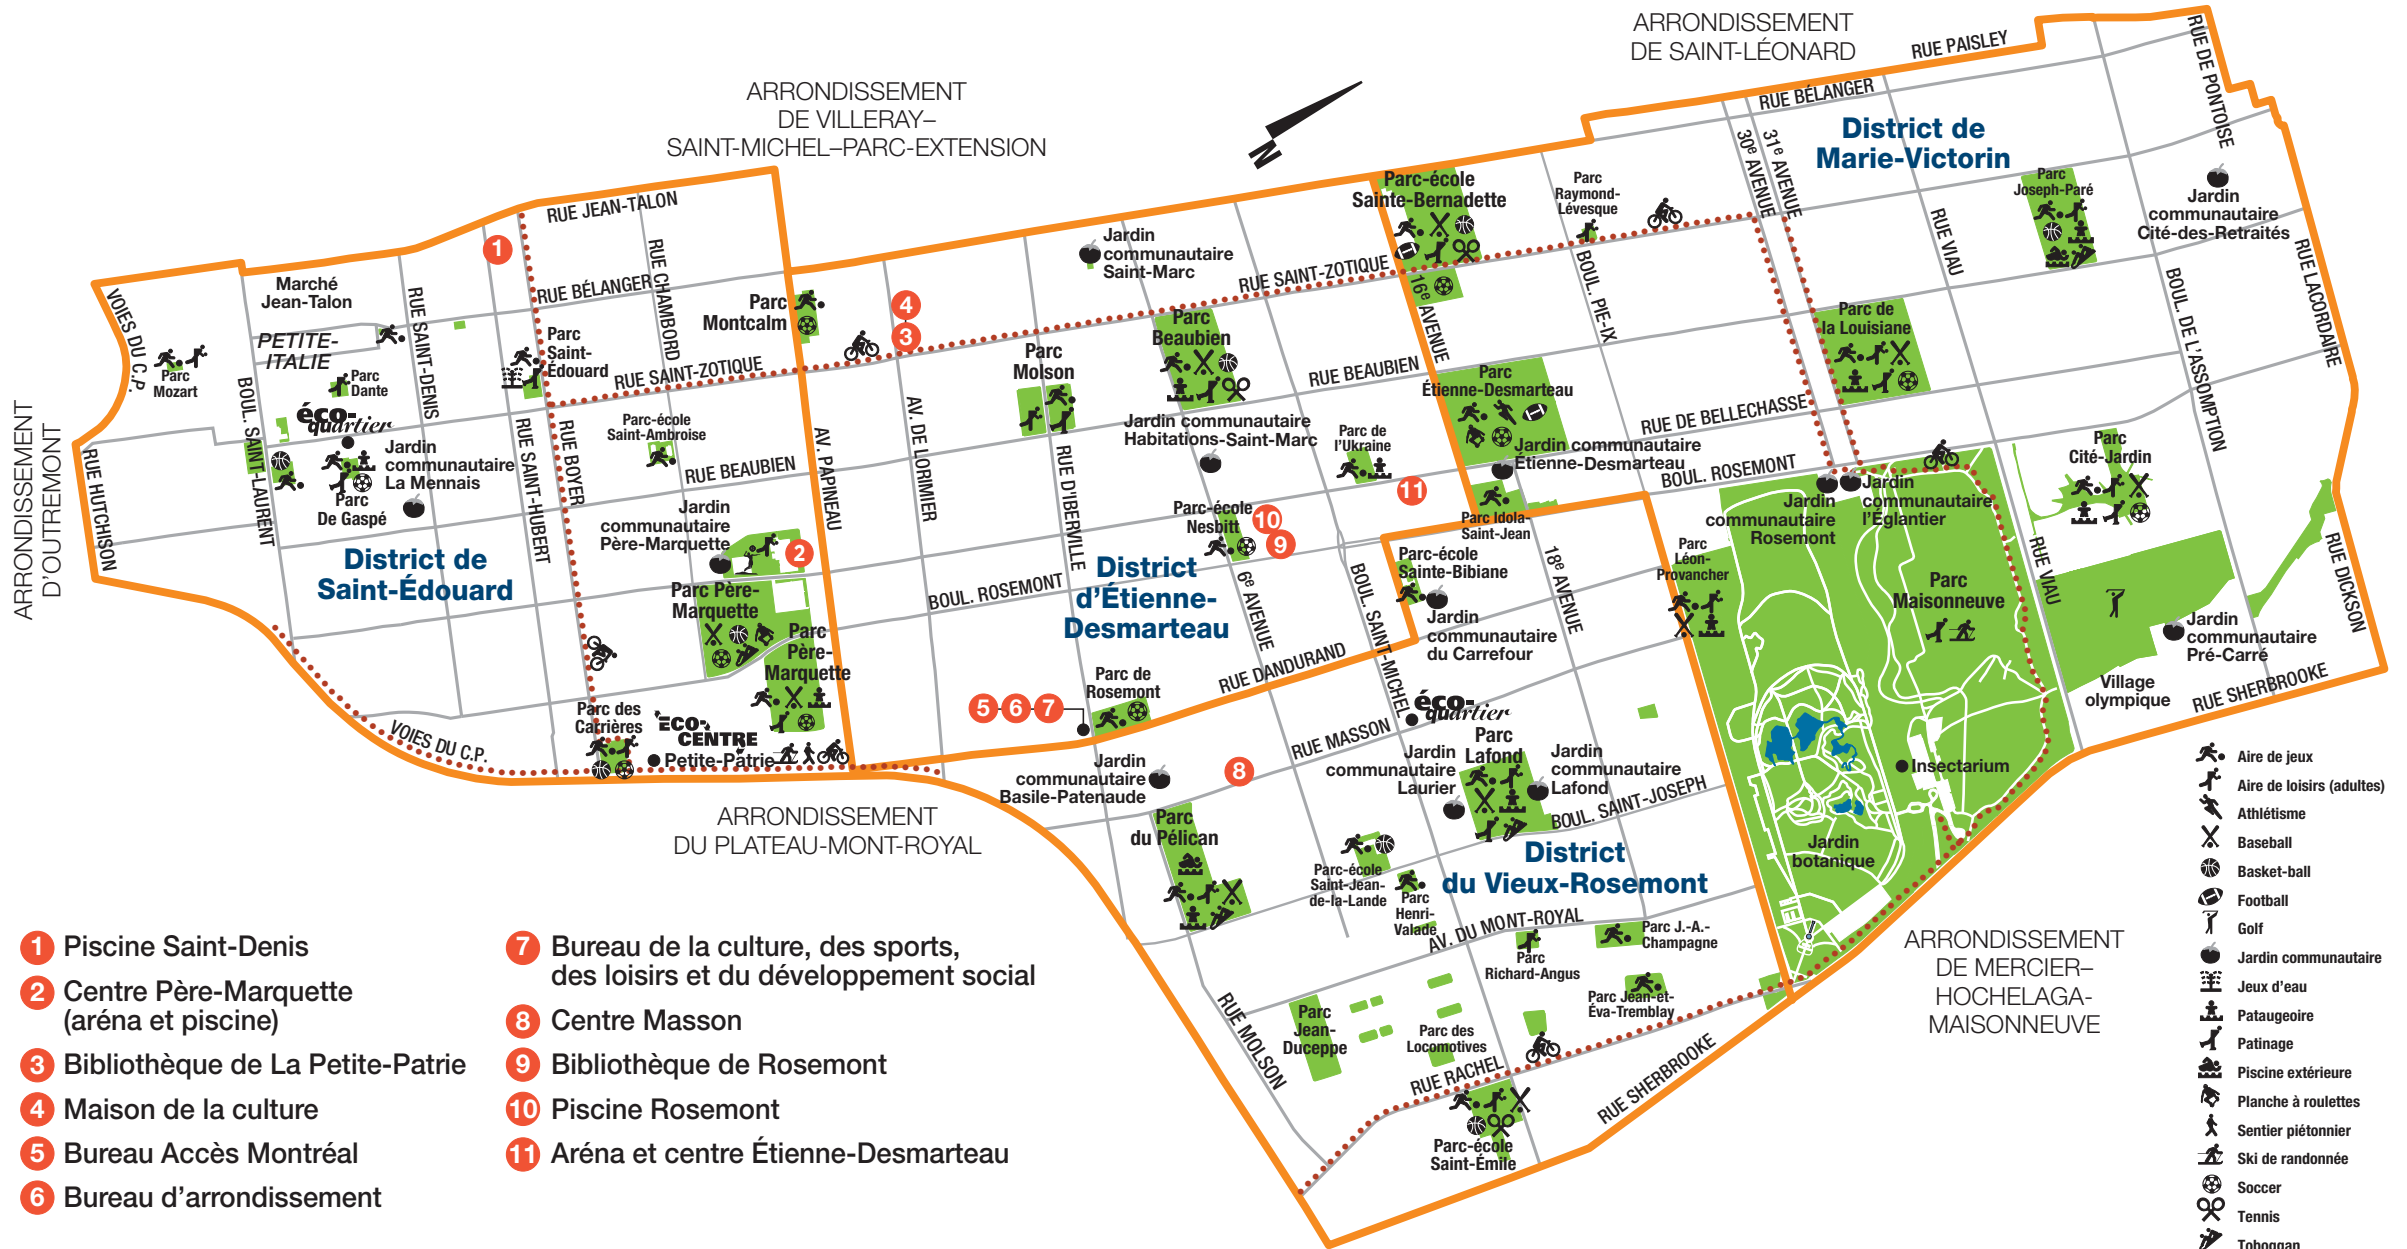 ARRONDISSEMENT
DE SAINT-LÉONARD
ARRONDISSEMENT
DE VILLERAY–
SAINT-MICHEL–PARC-EXTENSION
ARRONDISSEMENT
D'OUTREMONT
ARRONDISSEMENT
DU PLATEAU-MONT-ROYAL
ARRONDISSEMENT
DE MERCIER–
HOCHELAGA-
MAISONNEUVE
N
District de
Saint-Édouard
District
d'Étienne-
Desmarteau
District de
Marie-Victorin
District
du Vieux-Rosemont
RUE PAISLEY
RUE DE PONTOISE
RUE BÉLANGER
30e AVENUE
31e AVENUE
RUE VIAU
BOUL. DE L'ASSOMPTION
RUE LACORDAIRE
RUE DICKSON
RUE SHERBROOKE
RUE VIAU
RUE JEAN-TALON
RUE BÉLANGER
RUE CHAMBORD
RUE SAINT-ZOTIQUE
RUE BEAUBIEN
VOIES DU C.P.
RUE SAINT-DENIS
BOUL. SAINT-LAURENT
RUE HUTCHISON
RUE SAINT-HUBERT
RUE BOYER
AV. PAPINEAU
AV. DE LORIMIER
RUE D'IBERVILLE
BOUL. ROSEMONT
VOIES DU C.P.
RUE SAINT-ZOTIQUE
RUE BEAUBIEN
16e AVENUE
BOUL. PIE-IX
RUE DE BELLECHASSE
BOUL. ROSEMONT
6e AVENUE
BOUL. SAINT-MICHEL
18e AVENUE
RUE DANDURAND
RUE MASSON
BOUL. SAINT-JOSEPH
AV. DU MONT-ROYAL
RUE MOLSON
RUE RACHEL
RUE SHERBROOKE
Marché
Jean-Talon
PETITE-
ITALIE
Parc
Mozart
Parc
Dante
éco-
quartier
Jardin
communautaire
La Mennais
Parc
De Gaspé
Parc
Saint-
Édouard
Parc-école
Saint-Ambroise
Jardin
communautaire
Père-Marquette
Parc Père-
Marquette
Parc
Père-
Marquette
Parc des
Carrières
ÉCO-
CENTRE
Petite-Patrie
Parc
Montcalm
Parc
Molson
Jardin
communautaire
Saint-Marc
Parc
Beaubien
Jardin communautaire
Habitations-Saint-Marc
Parc de
l'Ukraine
Parc-école
Nesbitt
Parc de
Rosemont
Parc-école
Sainte-Bernadette
Parc
Raymond-
Lévesque
Parc
Étienne-Desmarteau
Jardin communautaire
Étienne-Desmarteau
Parc Idola-
Saint-Jean
Parc
Joseph-Paré
Jardin
communautaire
Cité-des-Retraités
Parc de
la Louisiane
Parc
Cité-Jardin
Jardin
communautaire
Rosemont
Jardin
communautaire
l'Églantier
Parc
Léon-
Provancher
Parc
Maisonneuve
Insectarium
Jardin
botanique
Jardin
communautaire
Pré-Carré
Village
olympique
Parc-école
Sainte-Bibiane
Jardin
communautaire
du Carrefour
éco-
quartier
Parc
Lafond
Jardin
communautaire
Laurier
Jardin
communautaire
Lafond
Jardin
communautaire
Basile-Patenaude
Parc
du Pélican
Parc-école
Saint-Jean-
de-la-Lande
Parc
Henri-
Valade
Parc
Richard-Angus
Parc J.-A.-
Champagne
Parc Jean-et-
Éva-Tremblay
Parc
Jean-
Duceppe
Parc des
Locomotives
Parc-école
Saint-Émile
1
2
3
4
5
6
7
8
9
10
11
1 Piscine Saint-Denis
2 Centre Père-Marquette
(aréna et piscine)
3 Bibliothèque de La Petite-Patrie
4 Maison de la culture
5 Bureau Accès Montréal
6 Bureau d'arrondissement
7 Bureau de la culture, des sports,
des loisirs et du développement social
8 Centre Masson
9 Bibliothèque de Rosemont
10 Piscine Rosemont
11 Aréna et centre Étienne-Desmarteau
Aire de jeux
Aire de loisirs (adultes)
Athlétisme
Baseball
Basket-ball
Football
Golf
Jardin communautaire
Jeux d'eau
Pataugeoire
Patinage
Piscine extérieure
Planche à roulettes
Sentier piétonnier
Ski de randonnée
Soccer
Tennis
Toboggan